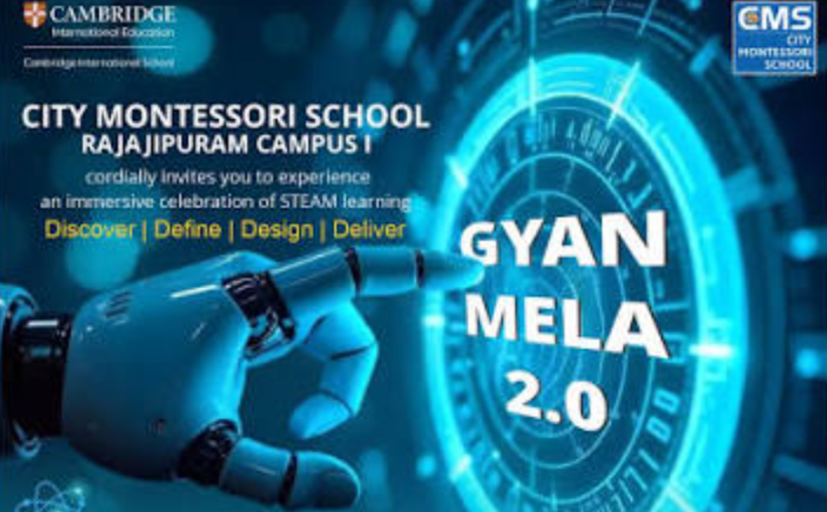 CAMBRIDGE
International Education
Cambridge International School
CMS
CITY
MONTESSORI
SCHOOL
CITY MONTESSORI SCHOOL
RAJAJIPURAM CAMPUS I
cordially invites you to experience
an immersive celebration of STEAM learning
Discover | Define | Design | Deliver
GYAN
MELA
2.0